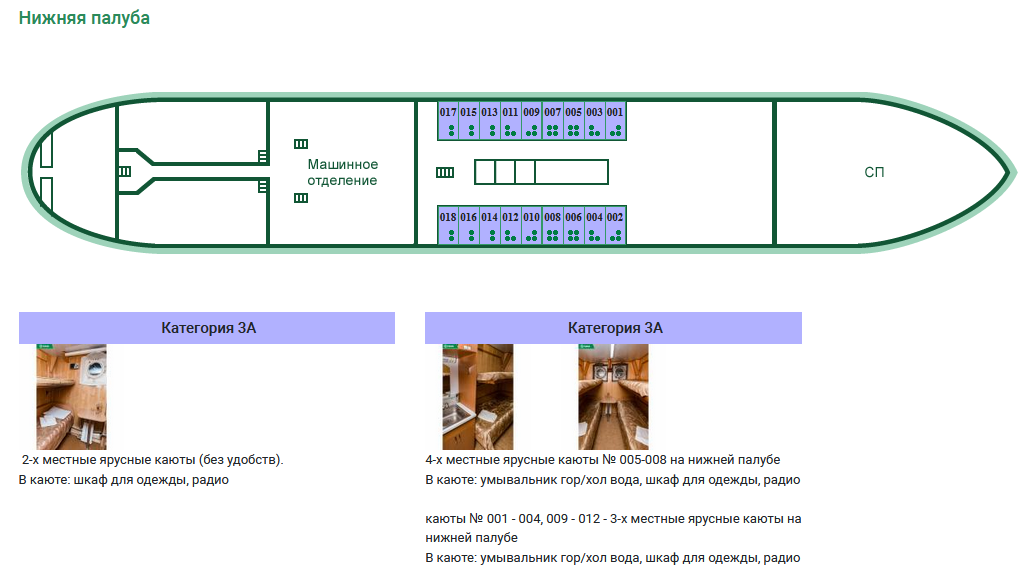 Нижняя палуба
017 015 013 011 009 007 005 003 001
Машинное
отделение
СП
018 016 014 012 010 008 006 004 002
Категория 3А
Категория 3А
2-х местные ярусные каюты (без удобств).
В каюте: шкаф для одежды, радио
4-х местные ярусные каюты № 005-008 на нижней палубе
В каюте: умывальник гор/хол вода, шкаф для одежды, радио
каюты № 001 - 004, 009 - 012 - 3-х местные ярусные каюты на
нижней палубе
В каюте: умывальник гор/хол вода, шкаф для одежды, радио